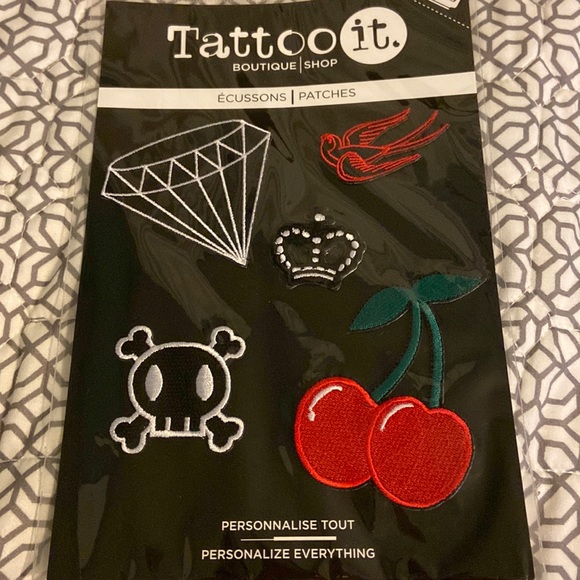 Tattoo it.
BOUTIQUE | SHOP
ÉCUSSONS | PATCHES
PERSONNALISE TOUT
PERSONALIZE EVERYTHING